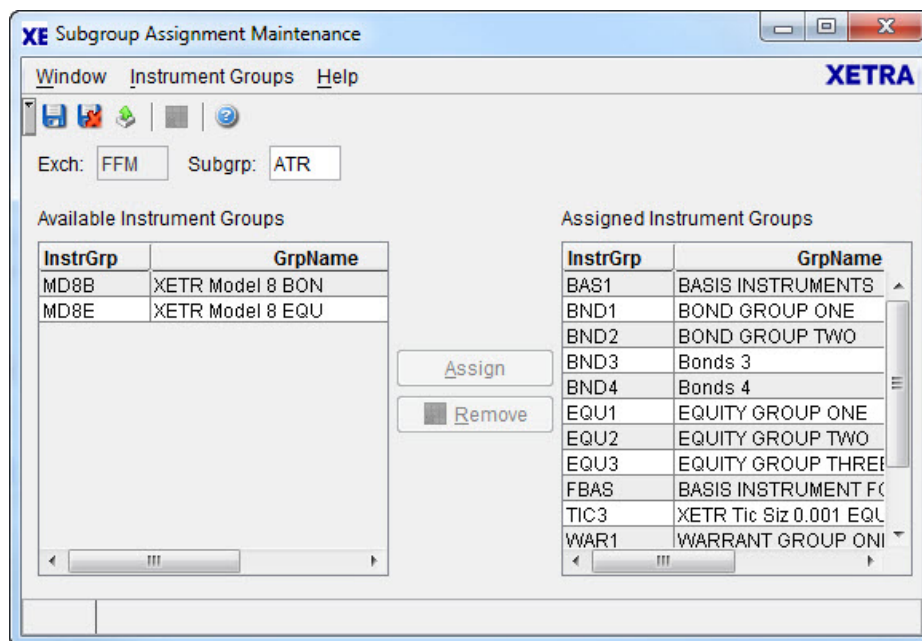 XE Subgroup Assignment Maintenance
Window Instrument Groups Help XETRA
Exch: FFM Subgrp: ATR
Available Instrument Groups
InstrGrp GrpName
MD8B XETR Model 8 BON
MD8E XETR Model 8 EQU
Assign
Remove
Assigned Instrument Groups
InstrGrp GrpName
BAS1 BASIS INSTRUMENTS
BND1 BOND GROUP ONE
BND2 BOND GROUP TWO
BND3 Bonds 3
BND4 Bonds 4
EQU1 EQUITY GROUP ONE
EQU2 EQUITY GROUP TWO
EQU3 EQUITY GROUP THREE
FBAS BASIS INSTRUMENT FO
TIC3 XETR Tic Siz 0.001 EQU
WAR1 WARRANT GROUP ONE